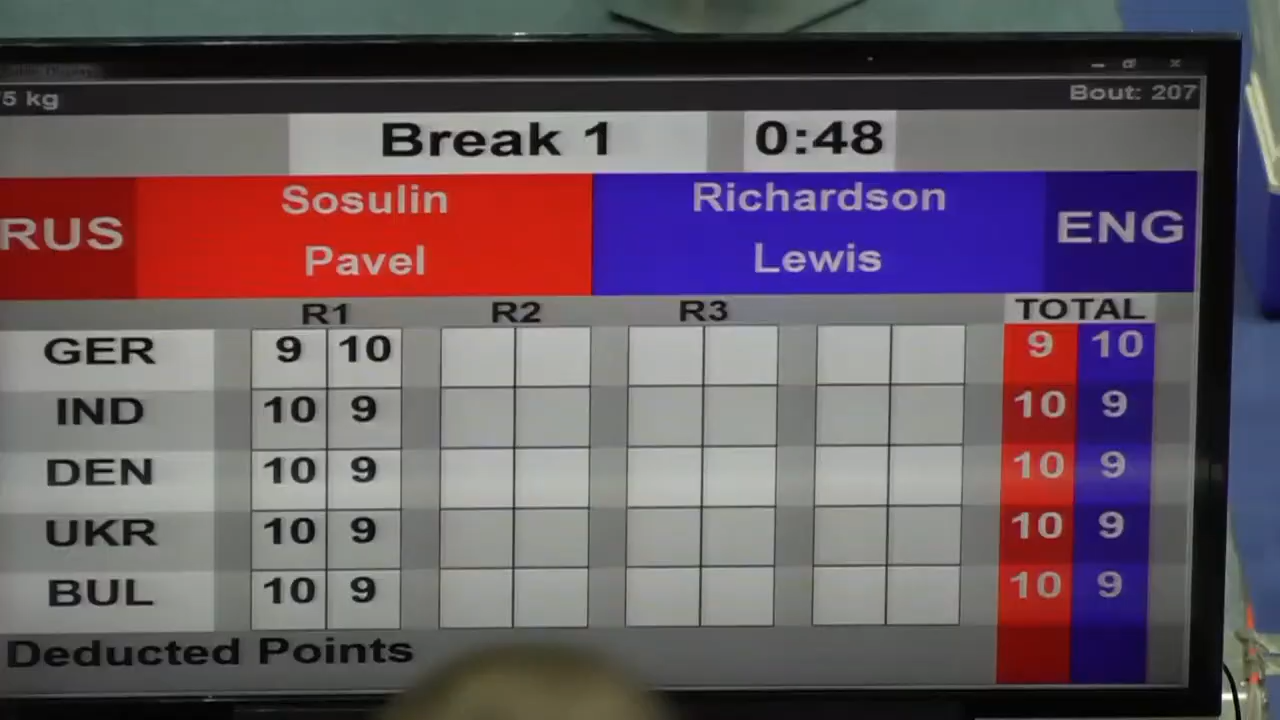 5 kg Bout: 207
Break 1 0:48
RUS Sosulin Pavel Richardson Lewis ENG
R1 R2 R3 TOTAL
GER 9 10 9 10
IND 10 9 10 9
DEN 10 9 10 9
UKR 10 9 10 9
BUL 10 9 10 9
Deducted Points